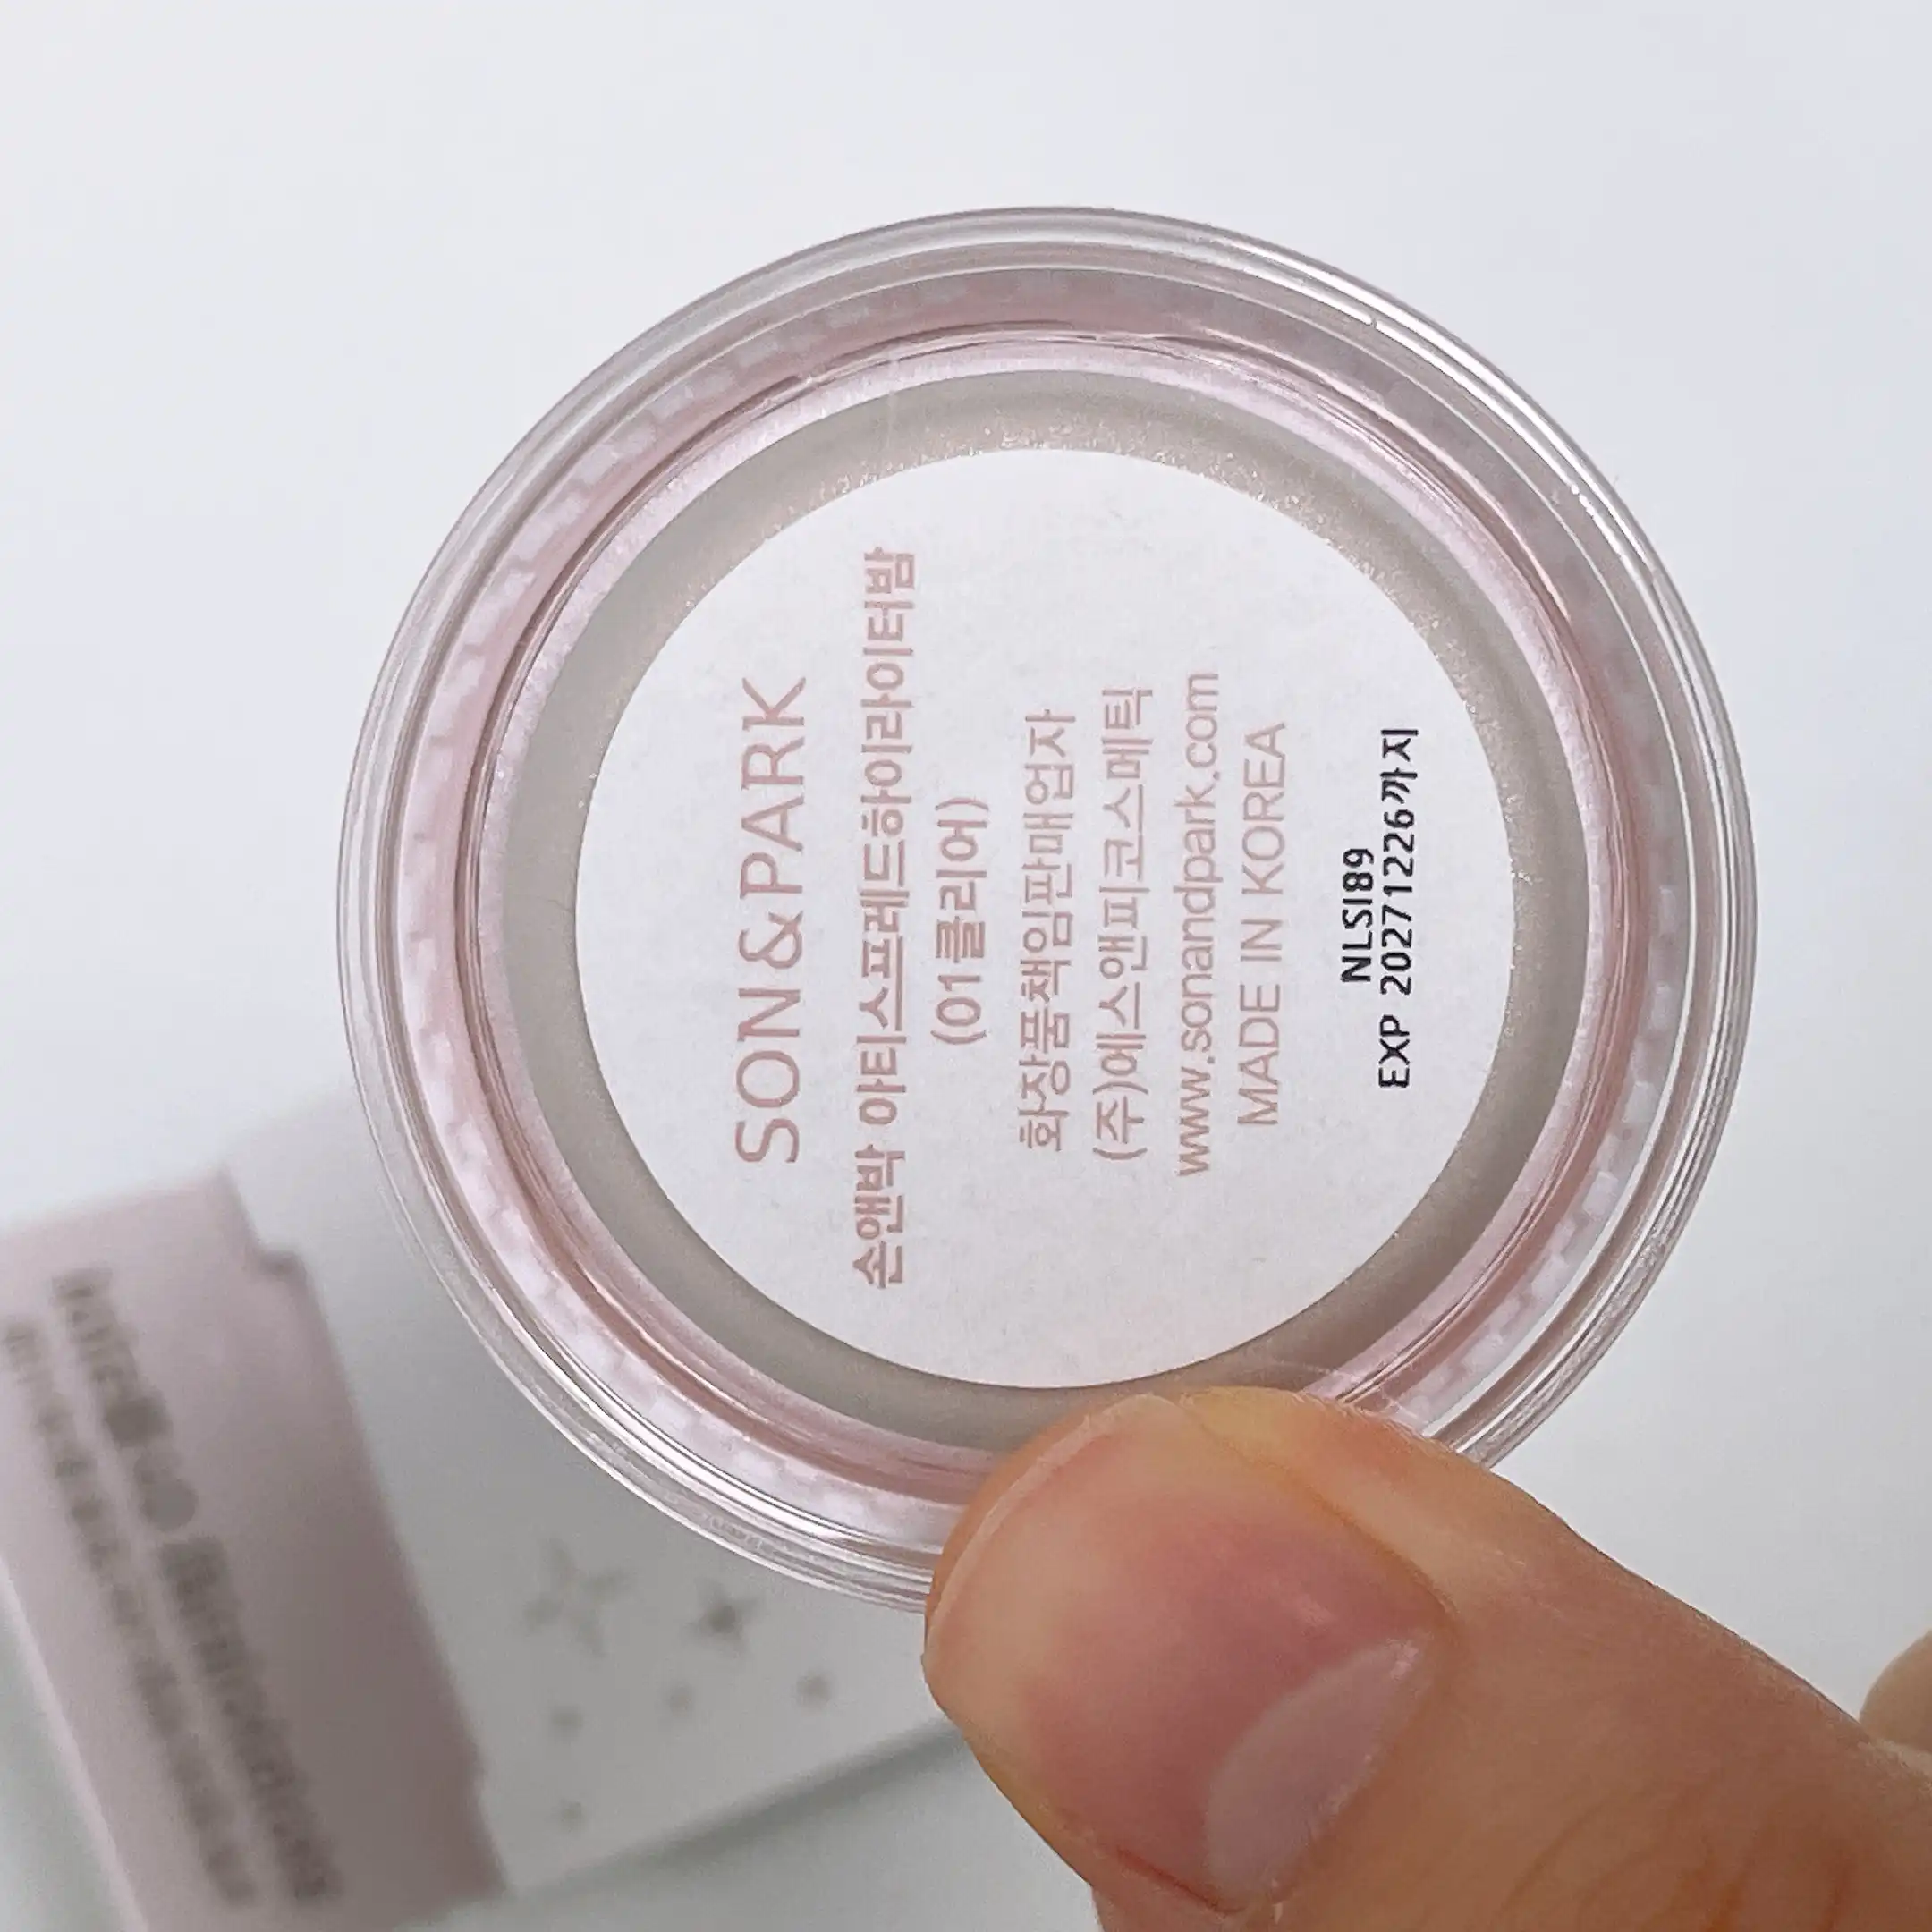 SON&PARK
손앤박 아티스프레드하이라이터밤
(01클리어)
화장품책임판매업자
(주)에스앤피코스메틱
www.sonandpark.com
MADE IN KOREA
NLSI89
EXP 20271226까지